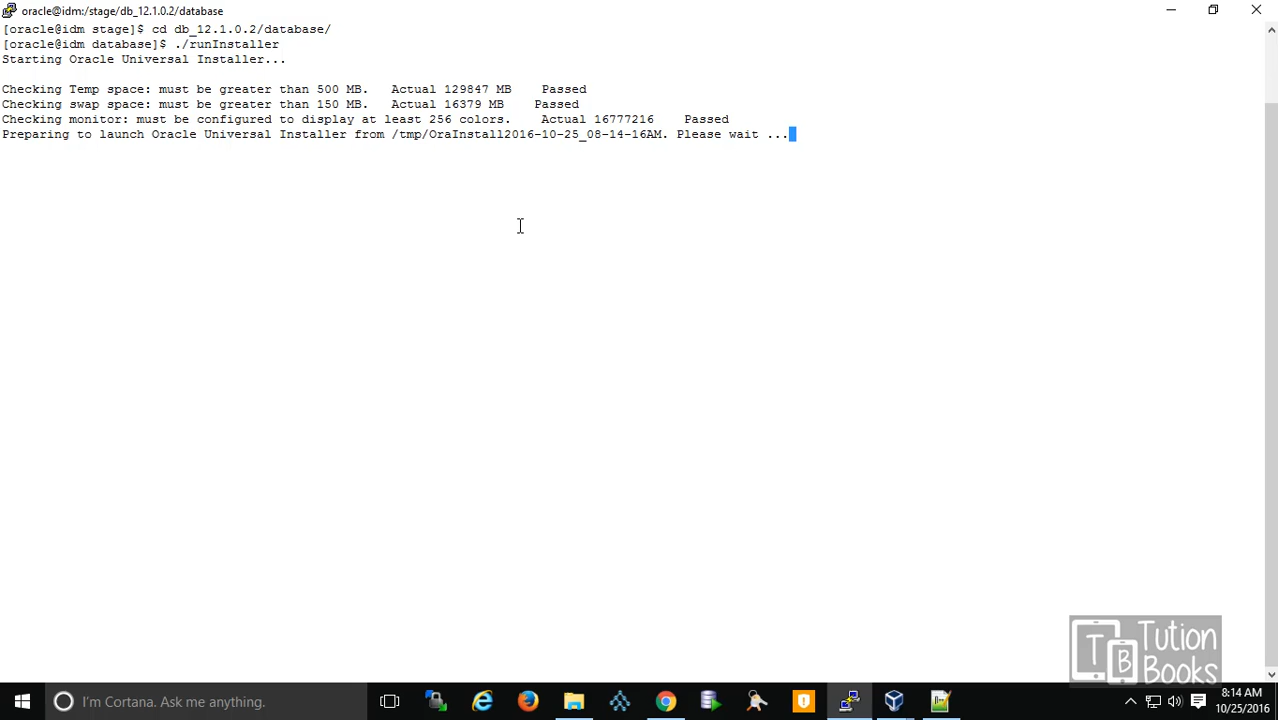 oracle@idm:/stage/db_12.1.0.2/database
[oracle@idm stage]$ cd db_12.1.0.2/database/
[oracle@idm database]$ ./runInstaller
Starting Oracle Universal Installer...
Checking Temp space: must be greater than 500 MB.   Actual 129847 MB    Passed
Checking swap space: must be greater than 150 MB.   Actual 16379 MB    Passed
Checking monitor: must be configured to display at least 256 colors.    Actual 16777216    Passed
Preparing to launch Oracle Universal Installer from /tmp/OraInstall2016-10-25_08-14-16AM. Please wait ...
TB Tution
Books
I'm Cortana. Ask me anything.
8:14 AM
10/25/2016